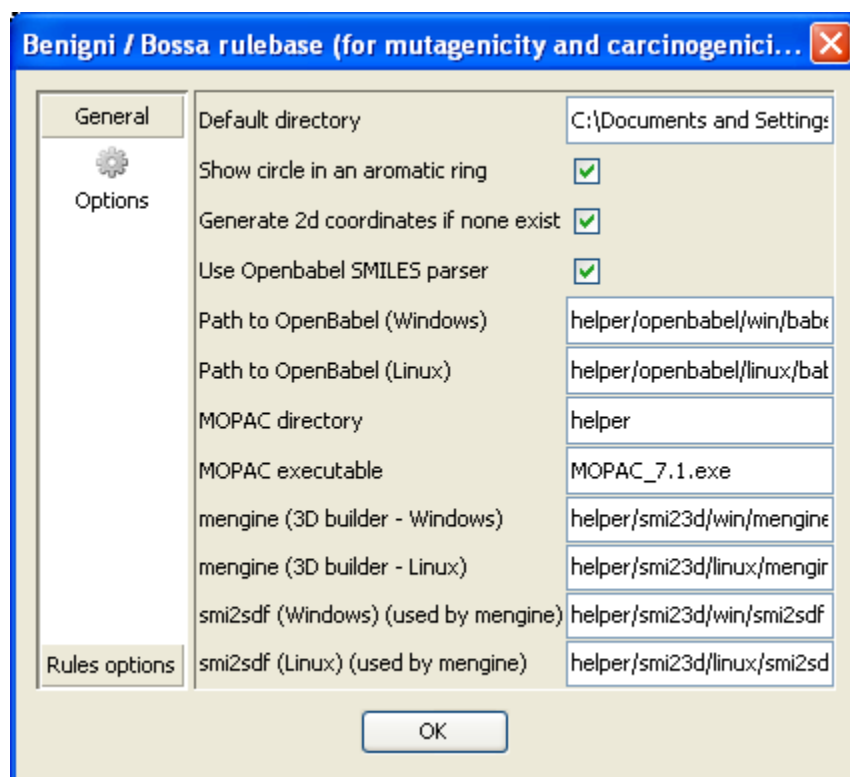 Benigni / Bossa rulebase (for mutagenicity and carcinogenici...
General
Options
Rules options
Default directory C:\Documents and Settings
Show circle in an aromatic ring
Generate 2d coordinates if none exist
Use Openbabel SMILES parser
Path to OpenBabel (Windows) helper/openbabel/win/babe
Path to OpenBabel (Linux) helper/openbabel/linux/bab
MOPAC directory helper
MOPAC executable MOPAC_7.1.exe
mengine (3D builder - Windows) helper/smi23d/win/mengine
mengine (3D builder - Linux) helper/smi23d/linux/mengin
smi2sdf (Windows) (used by mengine) helper/smi23d/win/smi2sdf
smi2sdf (Linux) (used by mengine) helper/smi23d/linux/smi2sd
OK